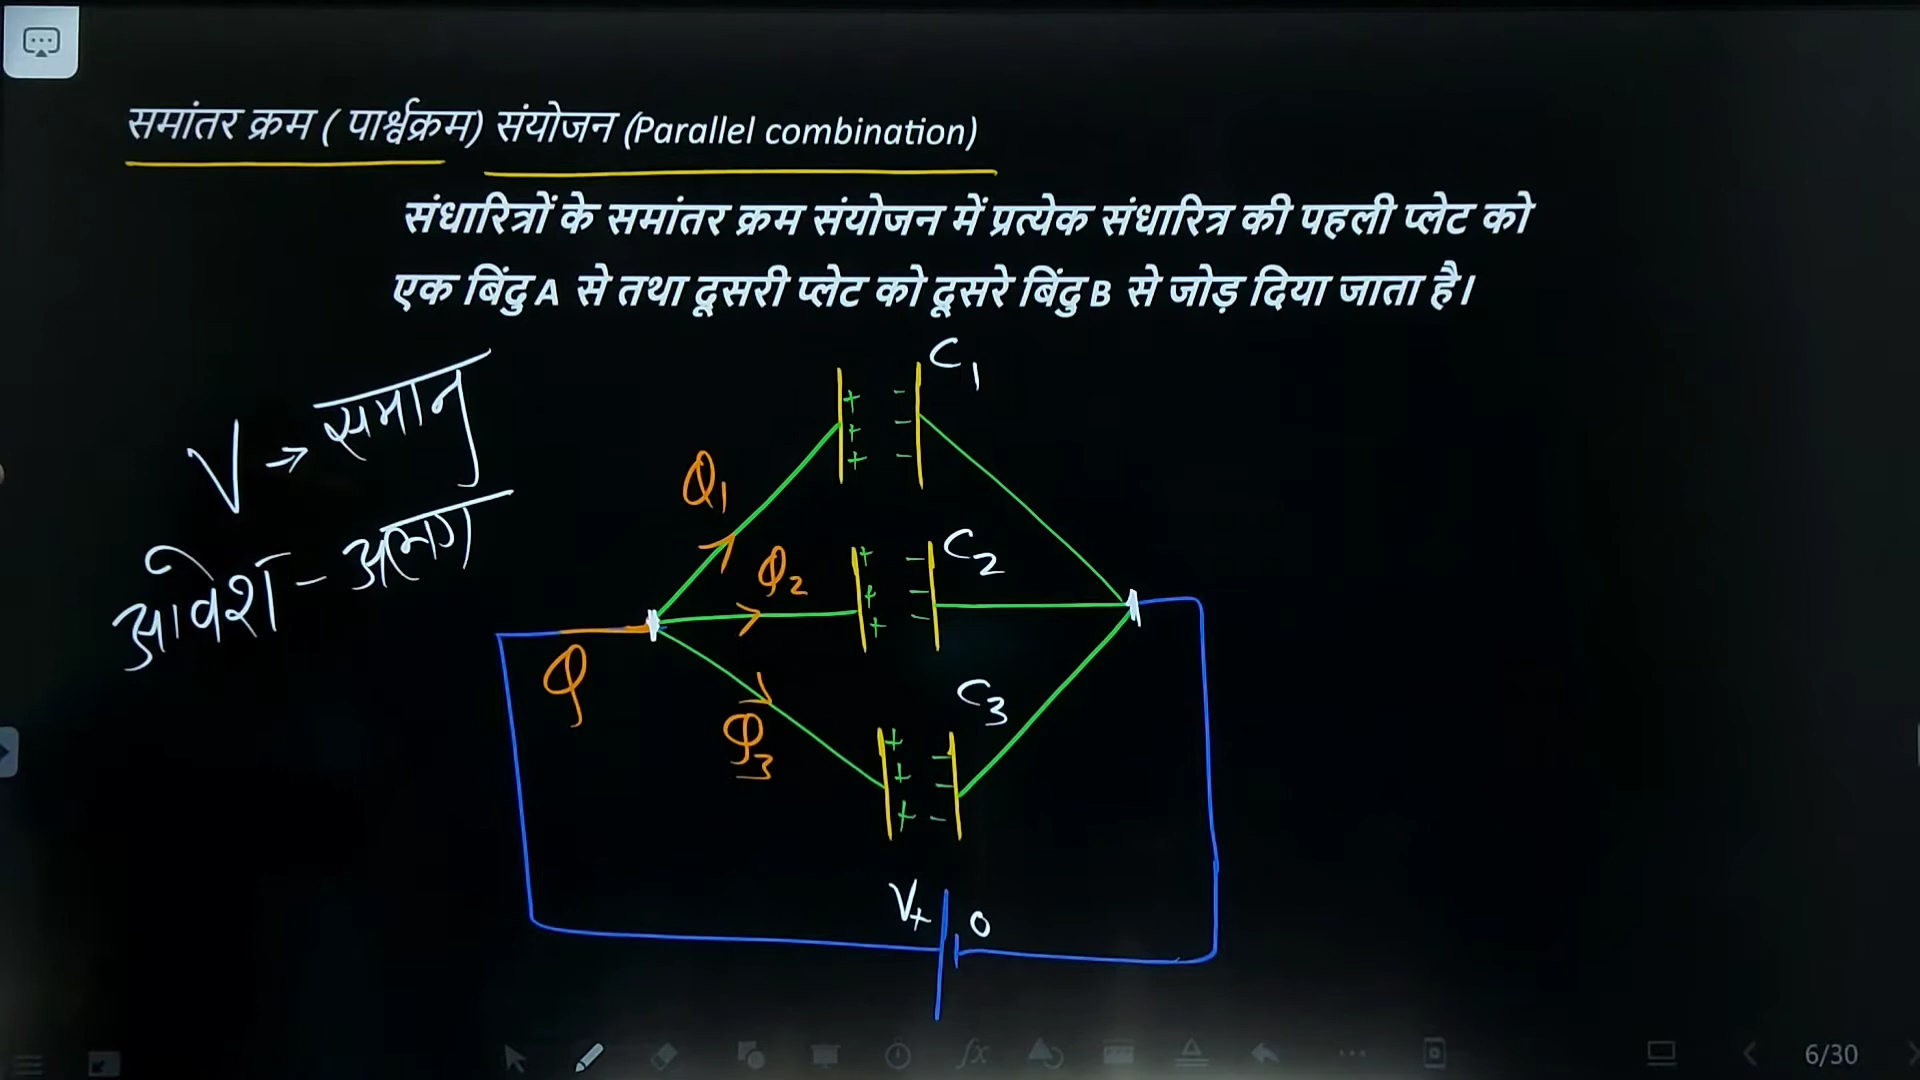 समांतर क्रम ( पार्श्वक्रम) संयोजन (Parallel combination)
संधारित्रों के समांतर क्रम संयोजन में प्रत्येक संधारित्र की पहली प्लेट को
एक बिंदु A से तथा दूसरी प्लेट को दूसरे बिंदु B से जोड़ दिया जाता है।
V → समान
आवेश - अलग
C1
+ -
+ -
+ -
Q1
C2
+ -
+ -
+ -
Q2
Q
C3
+ -
+ -
+ -
Q3
V+ 0
6/30